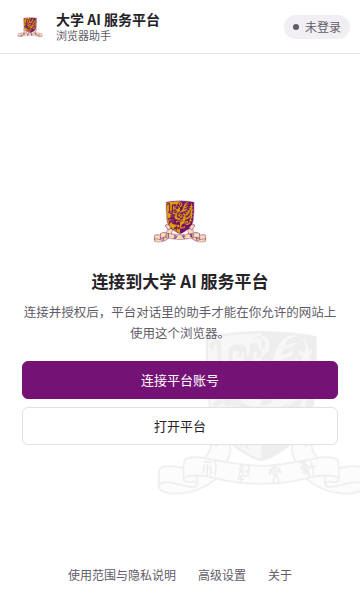 大学 AI 服务平台
浏览器助手
未登录
连接到大学 AI 服务平台
连接并授权后，平台对话里的助手才能在你允许的网站上
使用这个浏览器。
连接平台账号
打开平台
使用范围与隐私说明
高级设置
关于